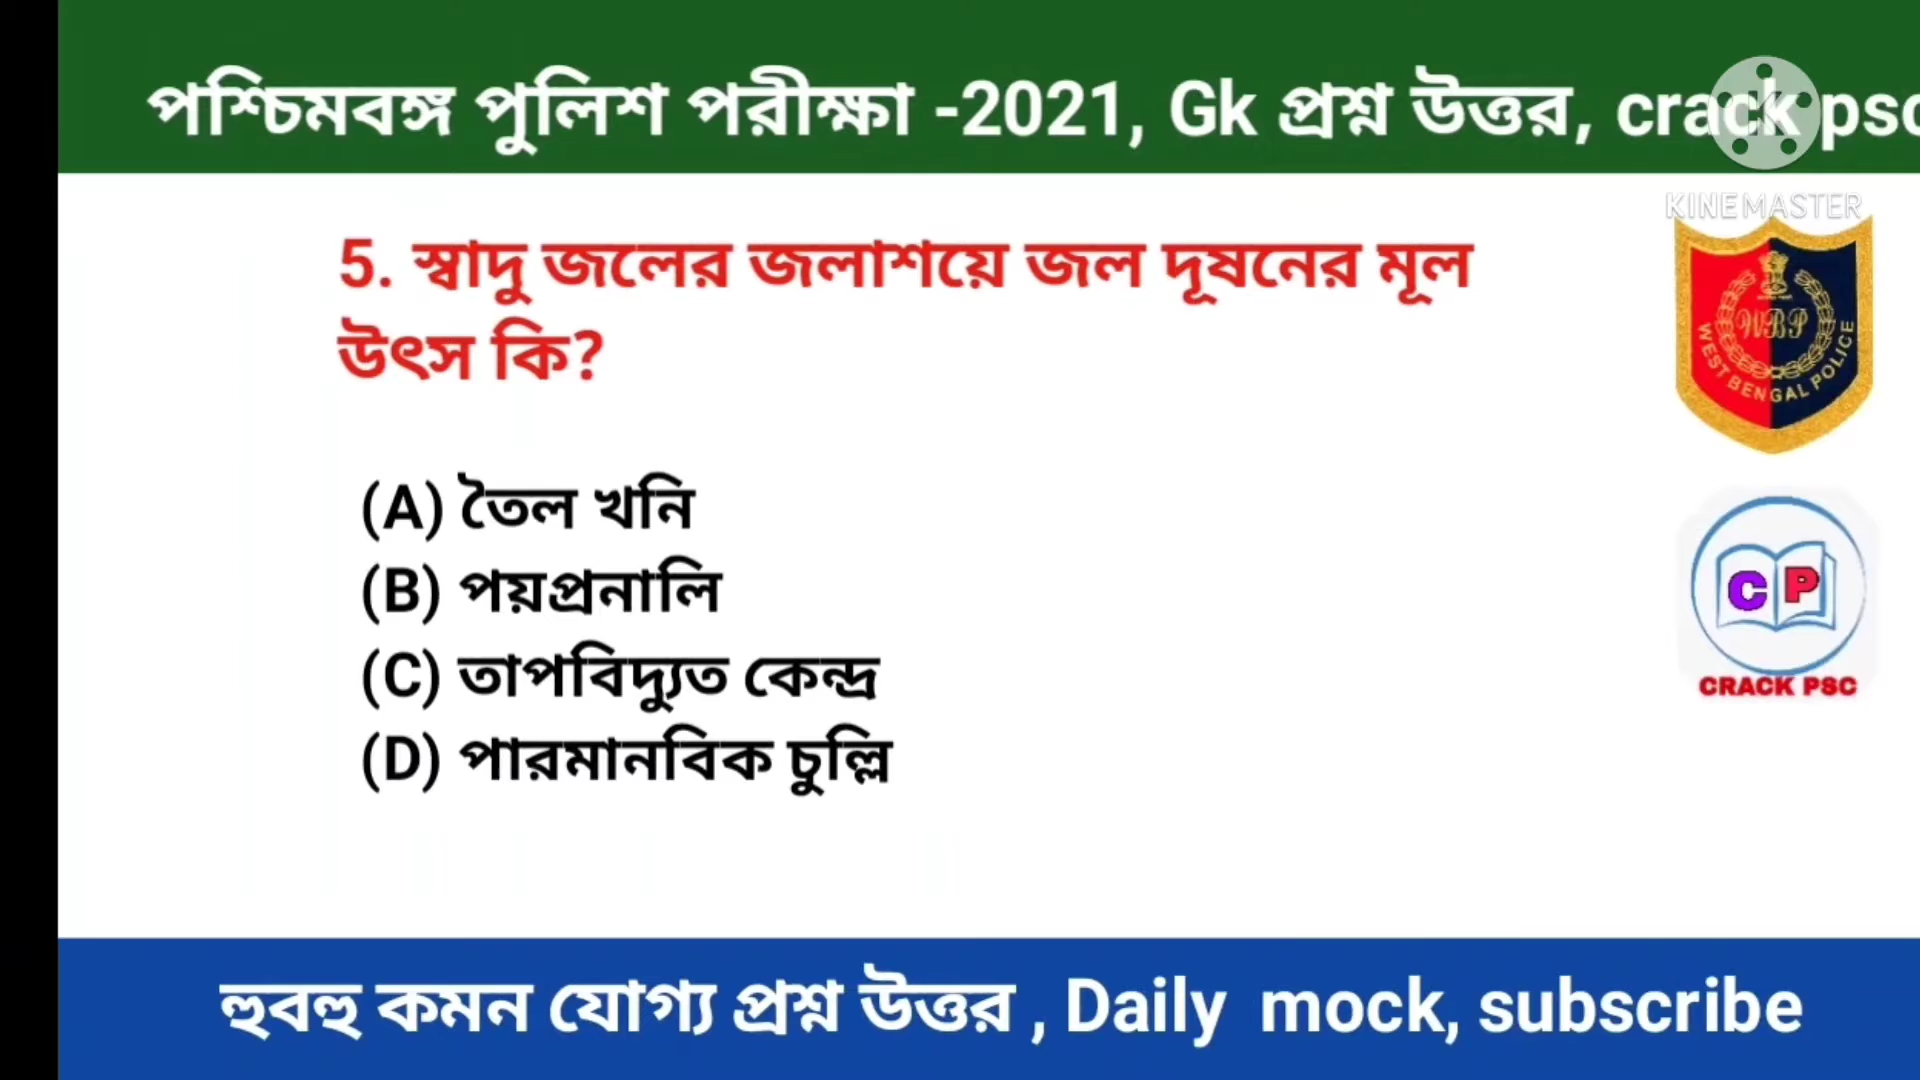 পশ্চিমবঙ্গ পুলিশ পরীক্ষা -2021, Gk প্রশ্ন উত্তর, crack psc
KINEMASTER
5. স্বাদু জলের জলাশয়ে জল দূষনের মূল
উৎস কি?
WBP
WEST BENGAL POLICE
(A) তৈল খনি
(B) পয়প্রনালি
(C) তাপবিদ্যুত কেন্দ্র
(D) পারমানবিক চুল্লি
C P
CRACK PSC
হুবহু কমন যোগ্য প্রশ্ন উত্তর , Daily mock, subscribe